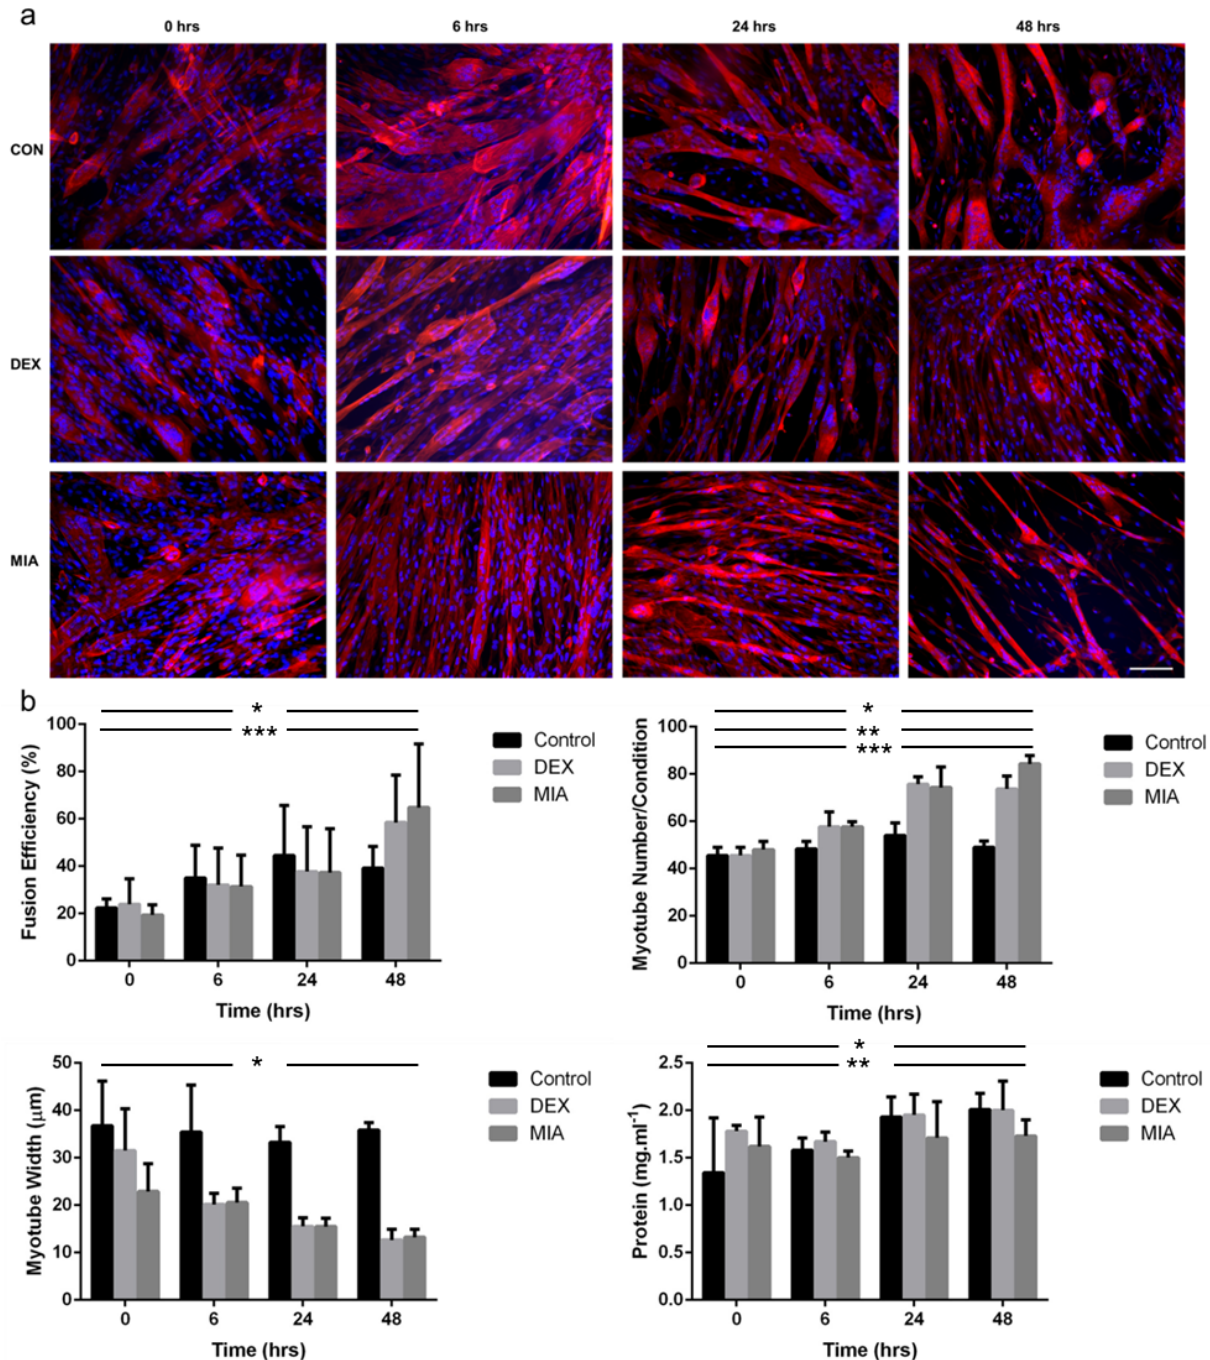 a
0 hrs 6 hrs 24 hrs 48 hrs
CON
DEX
MIA
b
*
***
100
80
60
40
20
0
Fusion Efficiency (%)
0 6 24 48
Time (hrs)
Control
DEX
MIA
*
**
***
100
80
60
40
20
0
Myotube Number/Condition
0 6 24 48
Time (hrs)
Control
DEX
MIA
*
50
40
30
20
10
0
Myotube Width (μm)
0 6 24 48
Time (hrs)
Control
DEX
MIA
*
**
2.5
2.0
1.5
1.0
0.5
0.0
Protein (mg.ml⁻¹)
0 6 24 48
Time (hrs)
Control
DEX
MIA